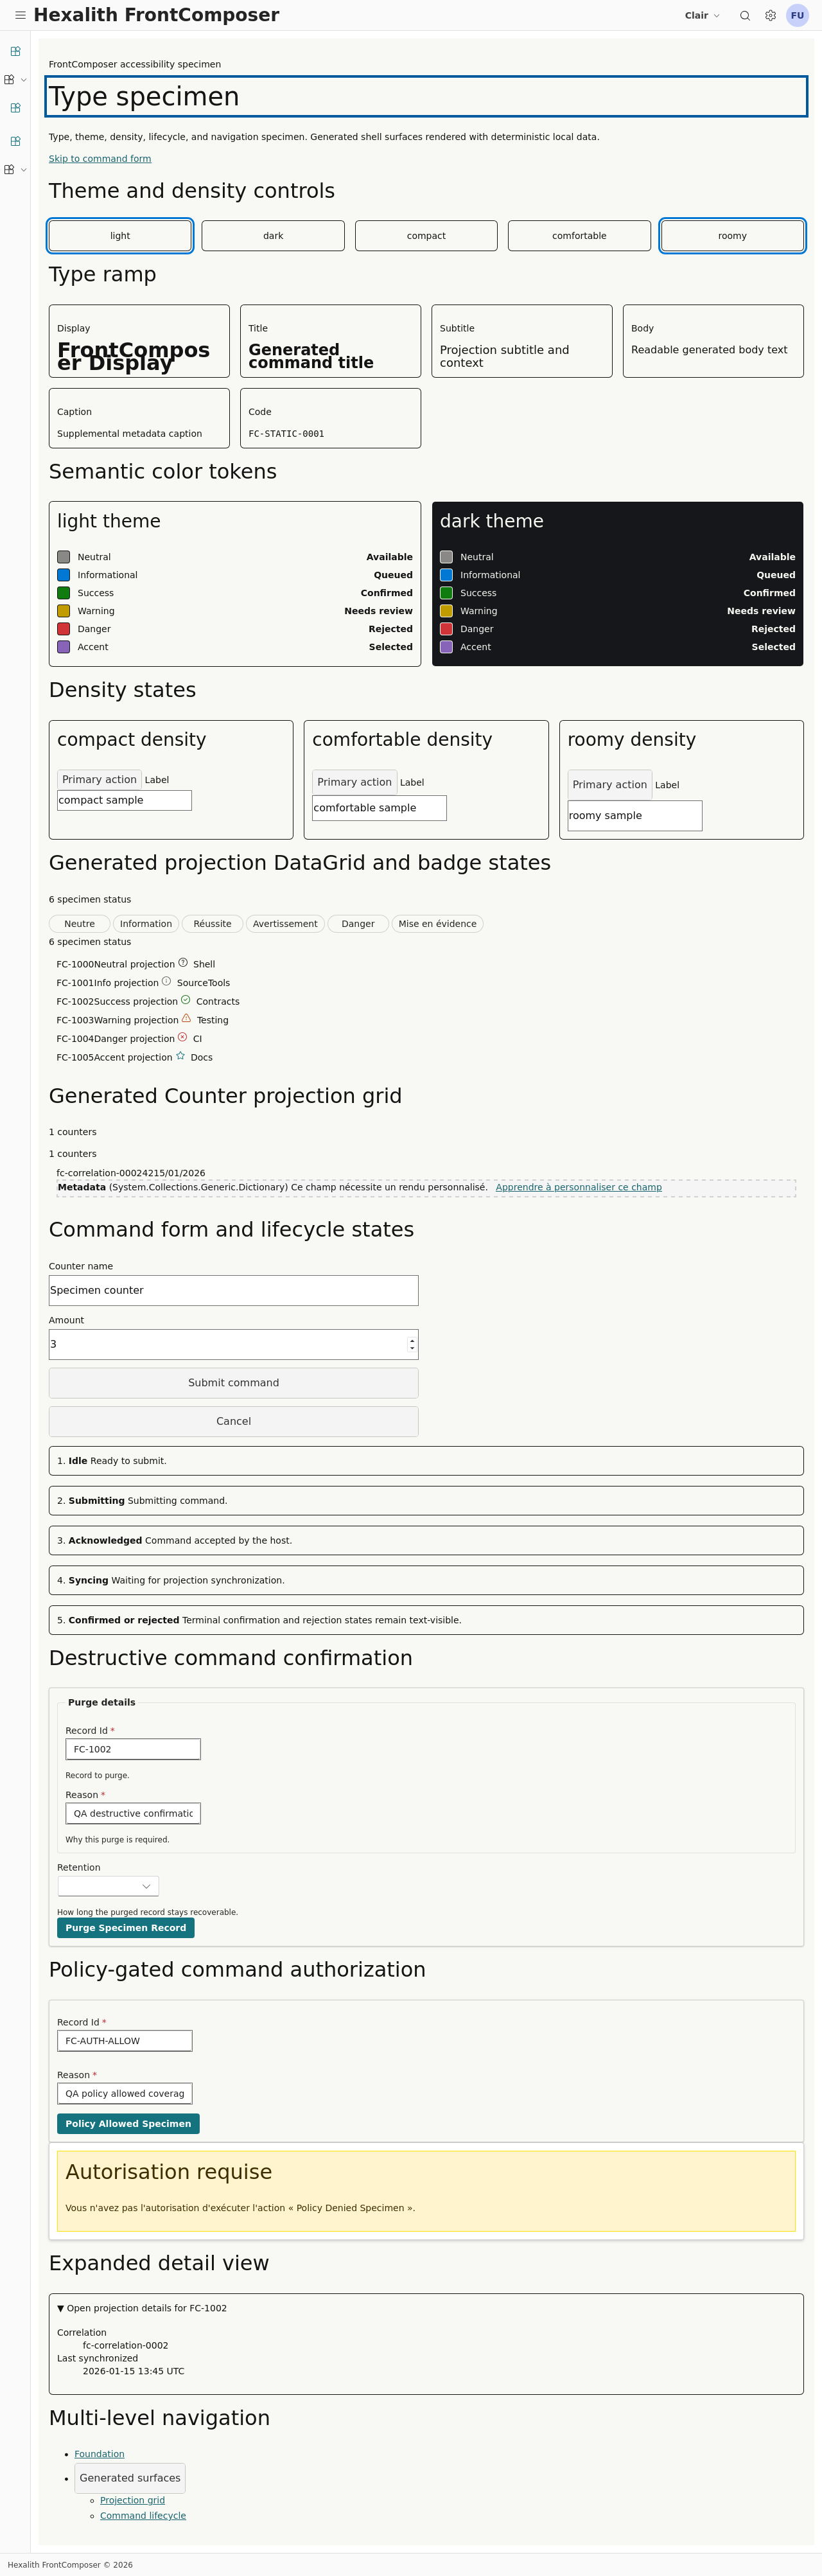 Hexalith FrontComposer
Clair
FU
FrontComposer accessibility specimen
Type specimen
Type, theme, density, lifecycle, and navigation specimen. Generated shell surfaces rendered with deterministic local data.
Skip to command form
Theme and density controls
light
dark
compact
comfortable
roomy
Type ramp
Display
FrontCompos
er Display
Title
Generated
command title
Subtitle
Projection subtitle and
context
Body
Readable generated body text
Caption
Supplemental metadata caption
Code
FC-STATIC-0001
Semantic color tokens
light theme
Neutral Available
Informational Queued
Success Confirmed
Warning Needs review
Danger Rejected
Accent Selected
dark theme
Neutral Available
Informational Queued
Success Confirmed
Warning Needs review
Danger Rejected
Accent Selected
Density states
compact density
Primary action Label
compact sample
comfortable density
Primary action Label
comfortable sample
roomy density
Primary action Label
roomy sample
Generated projection DataGrid and badge states
6 specimen status
Neutre Information Réussite Avertissement Danger Mise en évidence
6 specimen status
FC-1000Neutral projection Shell
FC-1001Info projection SourceTools
FC-1002Success projection Contracts
FC-1003Warning projection Testing
FC-1004Danger projection CI
FC-1005Accent projection Docs
Generated Counter projection grid
1 counters
1 counters
fc-correlation-00024215/01/2026
Metadata (System.Collections.Generic.Dictionary) Ce champ nécessite un rendu personnalisé. Apprendre à personnaliser ce champ
Command form and lifecycle states
Counter name
Specimen counter
Amount
3
Submit command
Cancel
1. Idle Ready to submit.
2. Submitting Submitting command.
3. Acknowledged Command accepted by the host.
4. Syncing Waiting for projection synchronization.
5. Confirmed or rejected Terminal confirmation and rejection states remain text-visible.
Destructive command confirmation
Purge details
Record Id *
FC-1002
Record to purge.
Reason *
QA destructive confirmatic
Why this purge is required.
Retention
How long the purged record stays recoverable.
Purge Specimen Record
Policy-gated command authorization
Record Id *
FC-AUTH-ALLOW
Reason *
QA policy allowed coverag
Policy Allowed Specimen
Autorisation requise
Vous n'avez pas l'autorisation d'exécuter l'action « Policy Denied Specimen ».
Expanded detail view
▼ Open projection details for FC-1002
Correlation
fc-correlation-0002
Last synchronized
2026-01-15 13:45 UTC
Multi-level navigation
Foundation
Generated surfaces
Projection grid
Command lifecycle
Hexalith FrontComposer © 2026